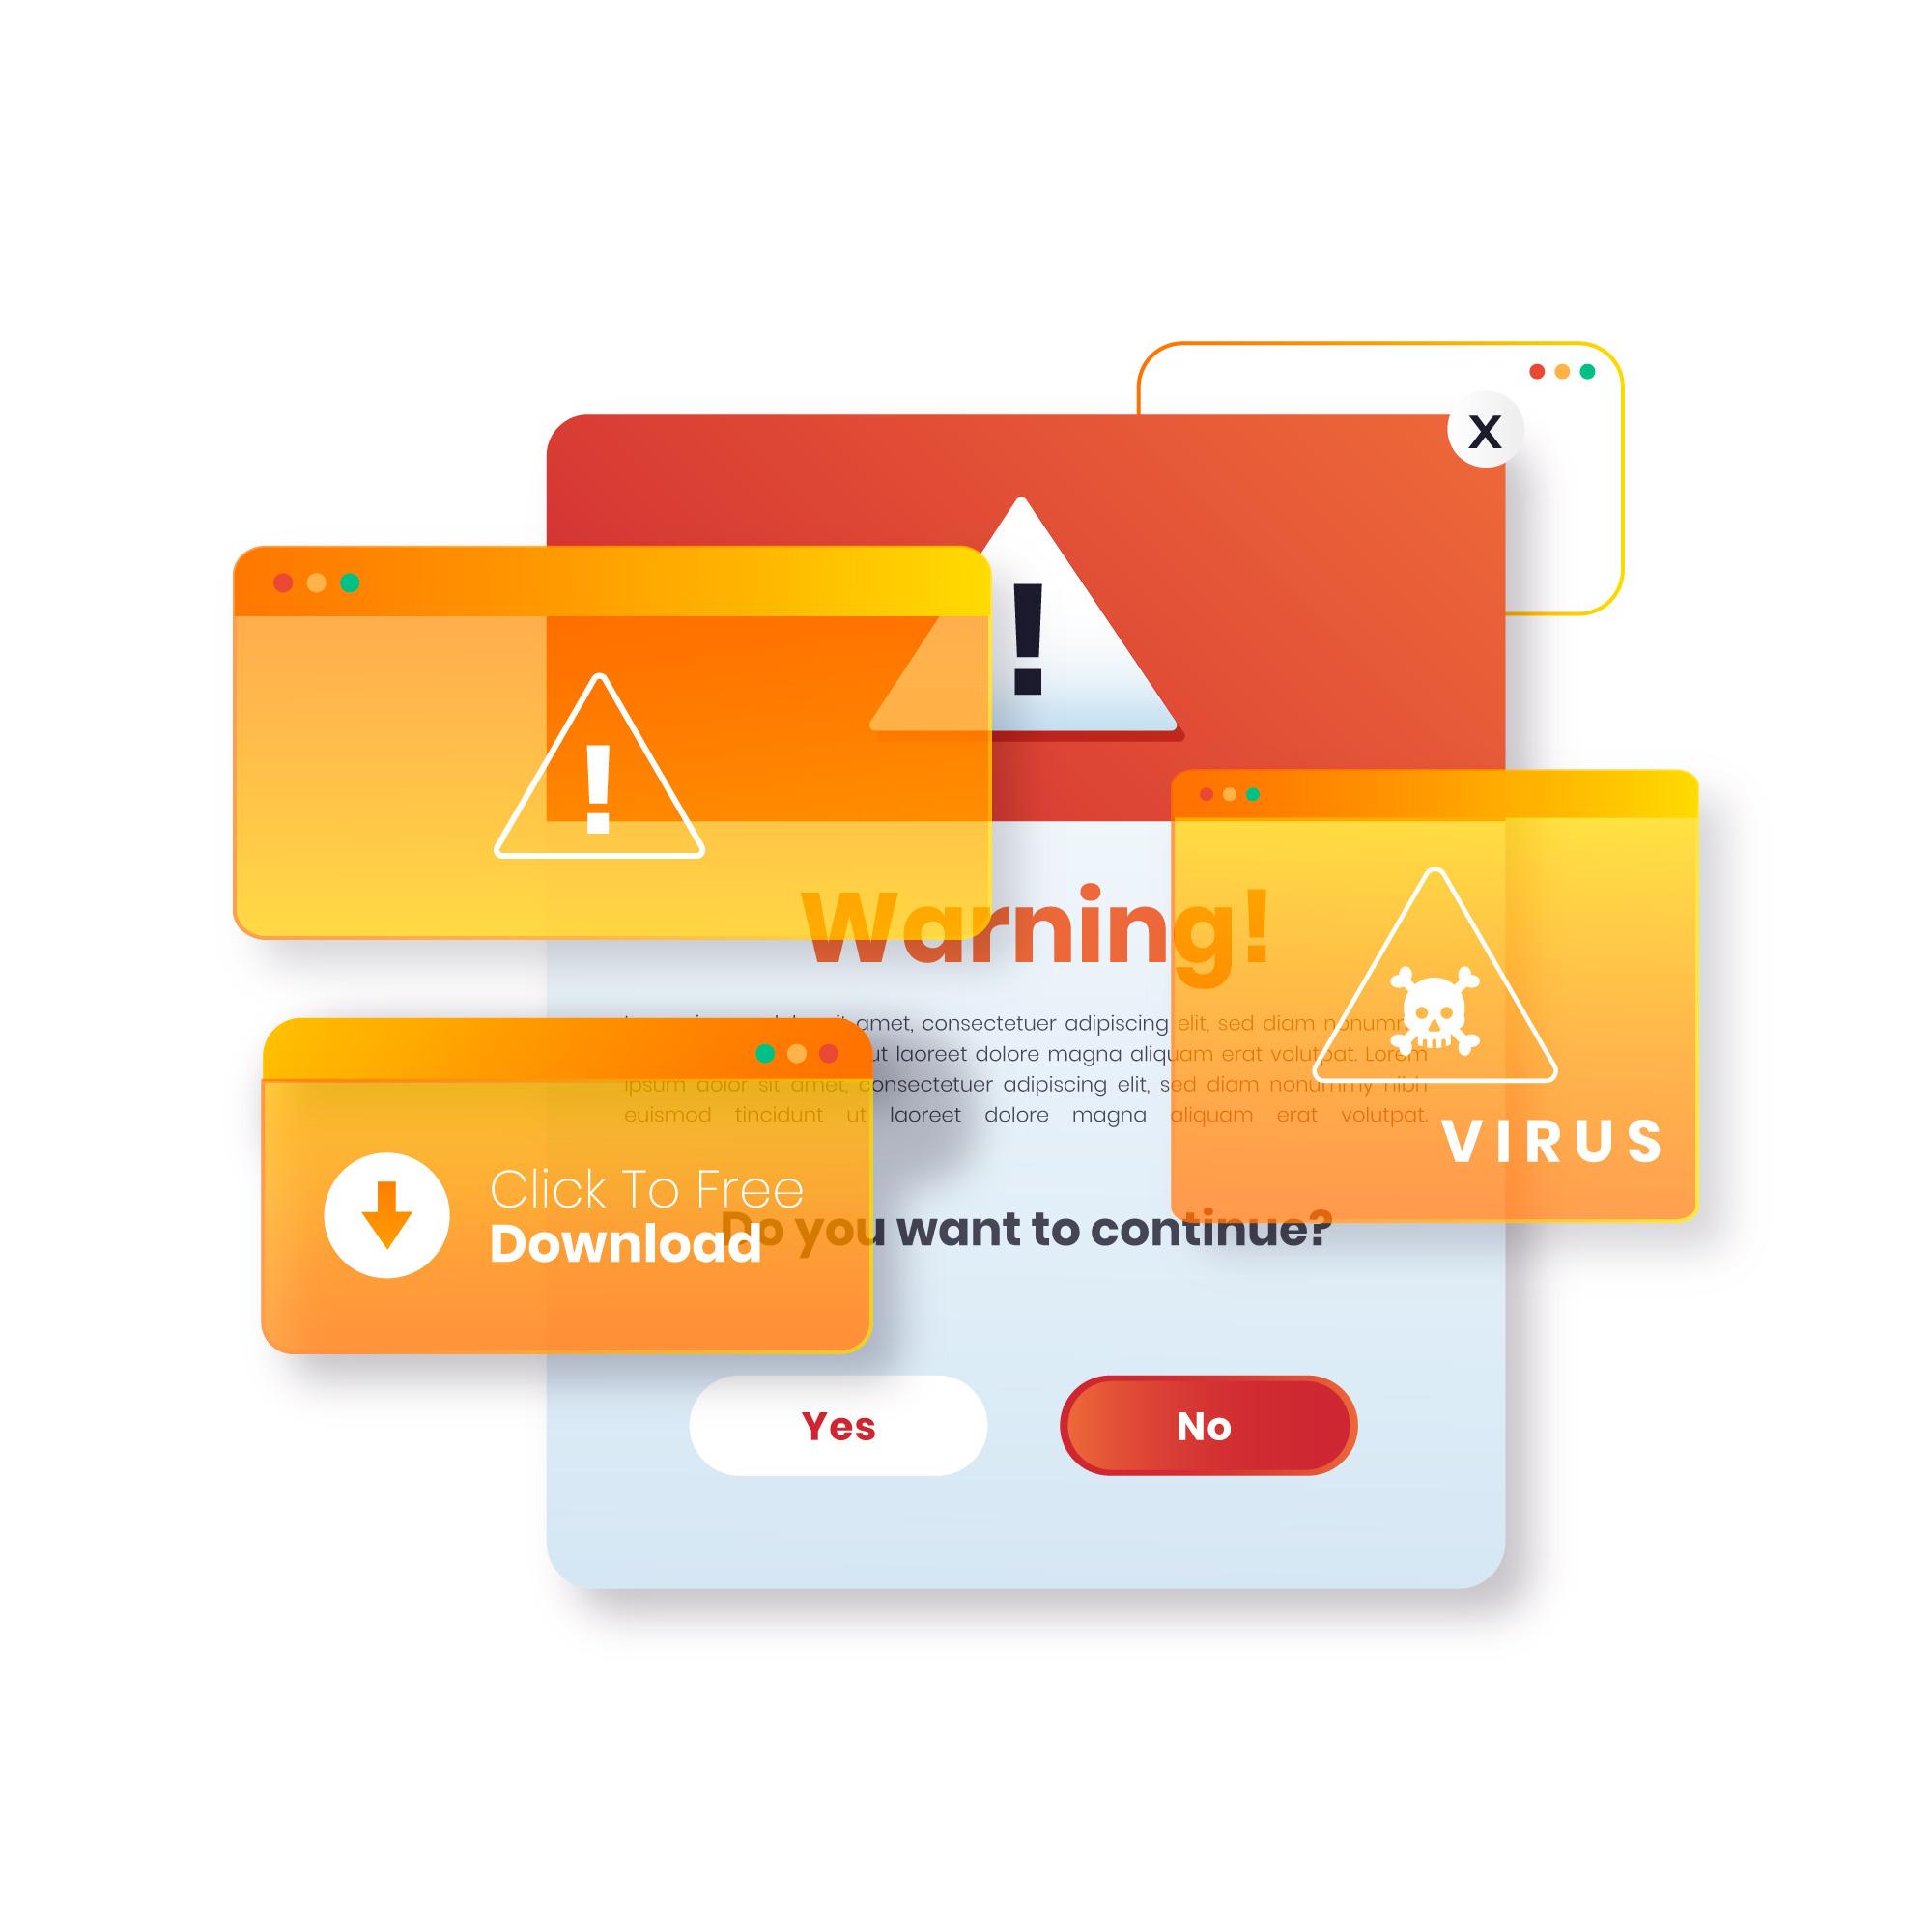 X
!
!
Warning!
amet, consectetuer adipiscing elit, sed diam
ut laoreet dolore magna aliquam erat volutpat. Lorem
ipsum dolor sit amet, consectetuer adipiscing elit, sed diam nonummy nibh
euismod tincidunt ut laoreet dolore magna aliquam erat volutpat.
VIRUS
Click To Free
Download
Do you want to continue?
Yes
No